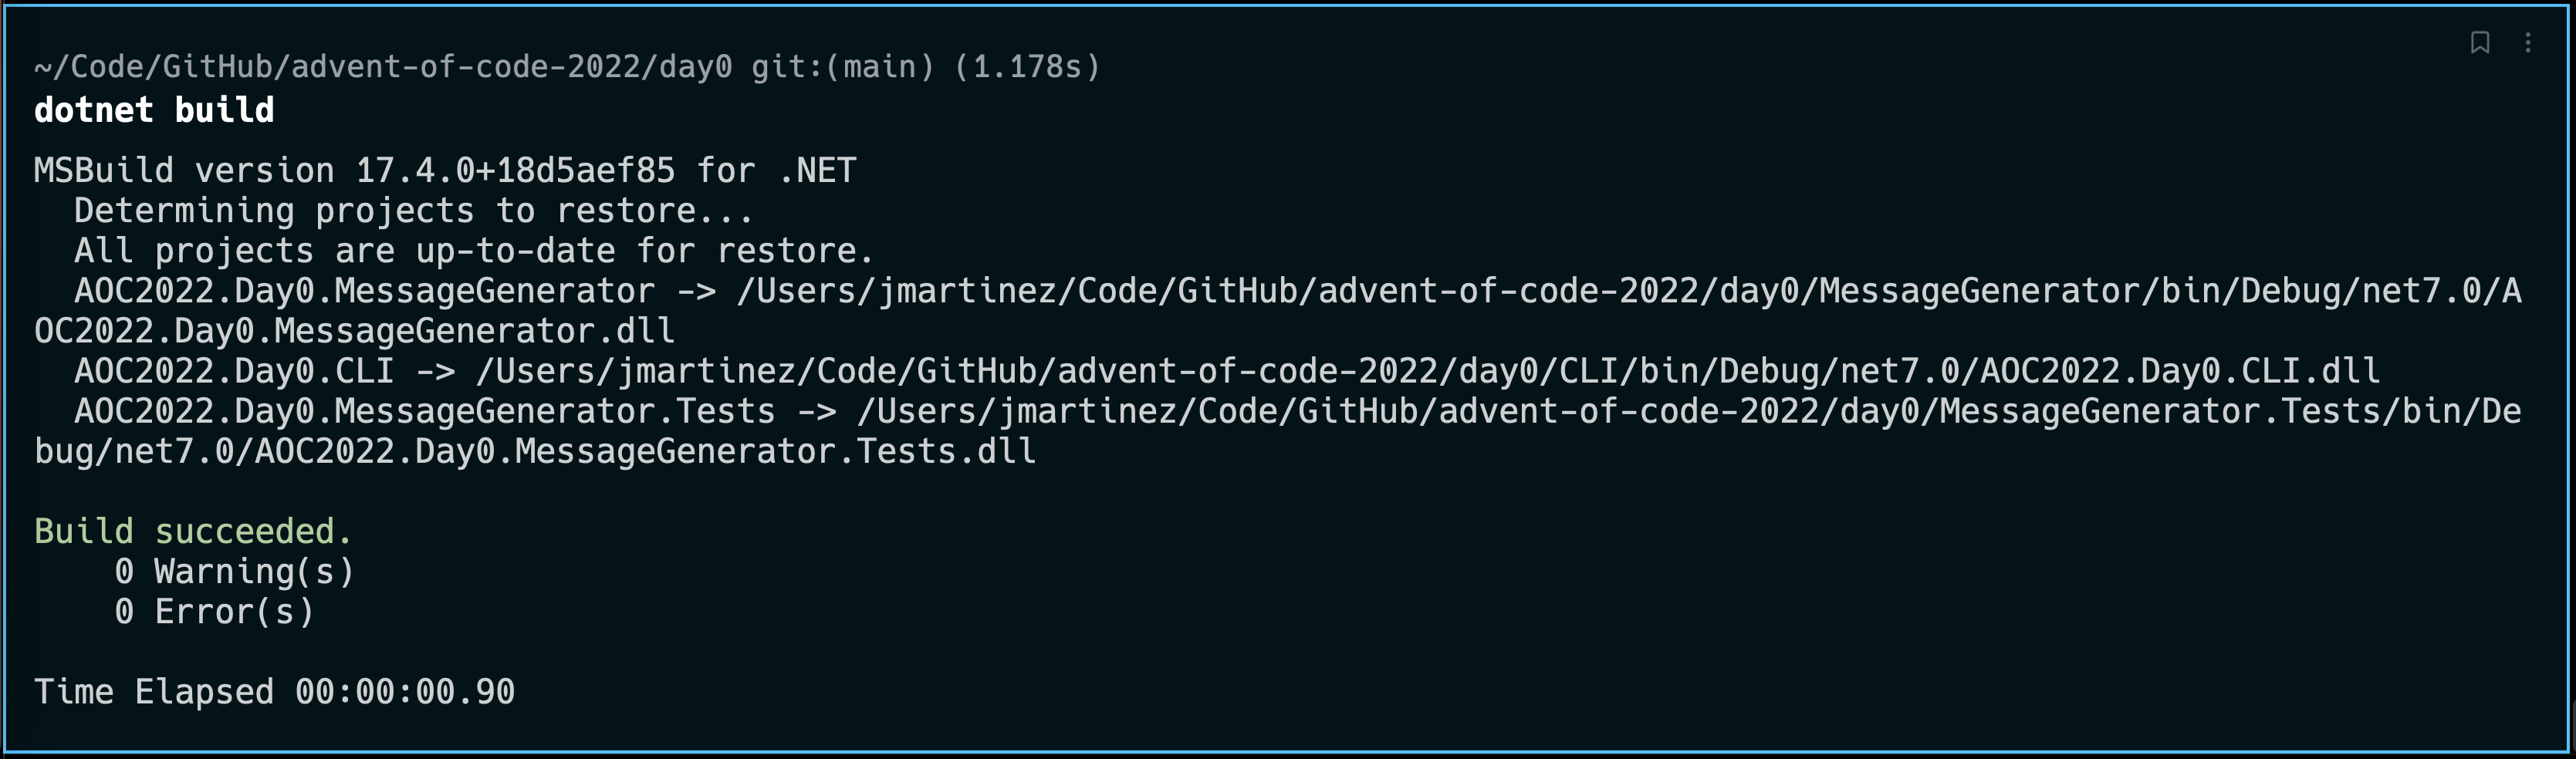 ~/Code/GitHub/advent-of-code-2022/day0 git:(main) (1.178s)
dotnet build
MSBuild version 17.4.0+18d5aef85 for .NET
  Determining projects to restore...
  All projects are up-to-date for restore.
  AOC2022.Day0.MessageGenerator -> /Users/jmartinez/Code/GitHub/advent-of-code-2022/day0/MessageGenerator/bin/Debug/net7.0/A
OC2022.Day0.MessageGenerator.dll
  AOC2022.Day0.CLI -> /Users/jmartinez/Code/GitHub/advent-of-code-2022/day0/CLI/bin/Debug/net7.0/AOC2022.Day0.CLI.dll
  AOC2022.Day0.MessageGenerator.Tests -> /Users/jmartinez/Code/GitHub/advent-of-code-2022/day0/MessageGenerator.Tests/bin/De
bug/net7.0/AOC2022.Day0.MessageGenerator.Tests.dll

Build succeeded.
    0 Warning(s)
    0 Error(s)

Time Elapsed 00:00:00.90